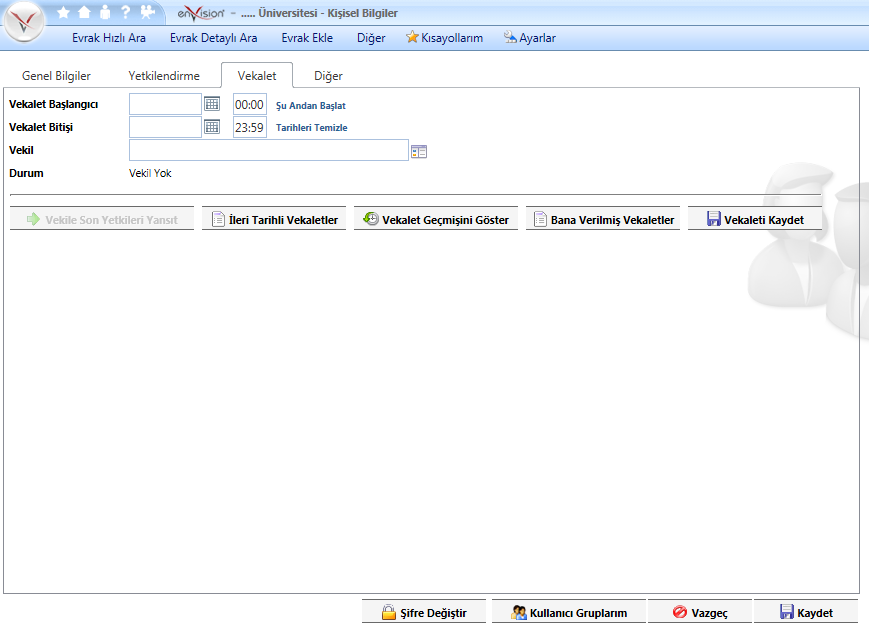 enVision - ..... Üniversitesi - Kişisel Bilgiler
Evrak Hızlı Ara Evrak Detaylı Ara Evrak Ekle Diğer Kısayollarım Ayarlar
Genel Bilgiler Yetkilendirme Vekalet Diğer
Vekalet Başlangıcı 00:00 Şu Andan Başlat
Vekalet Bitişi 23:59 Tarihleri Temizle
Vekil
Durum Vekil Yok
Vekile Son Yetkileri Yansıt İleri Tarihli Vekaletler Vekalet Geçmişini Göster Bana Verilmiş Vekaletler Vekaleti Kaydet
Şifre Değiştir Kullanıcı Gruplarım Vazgeç Kaydet